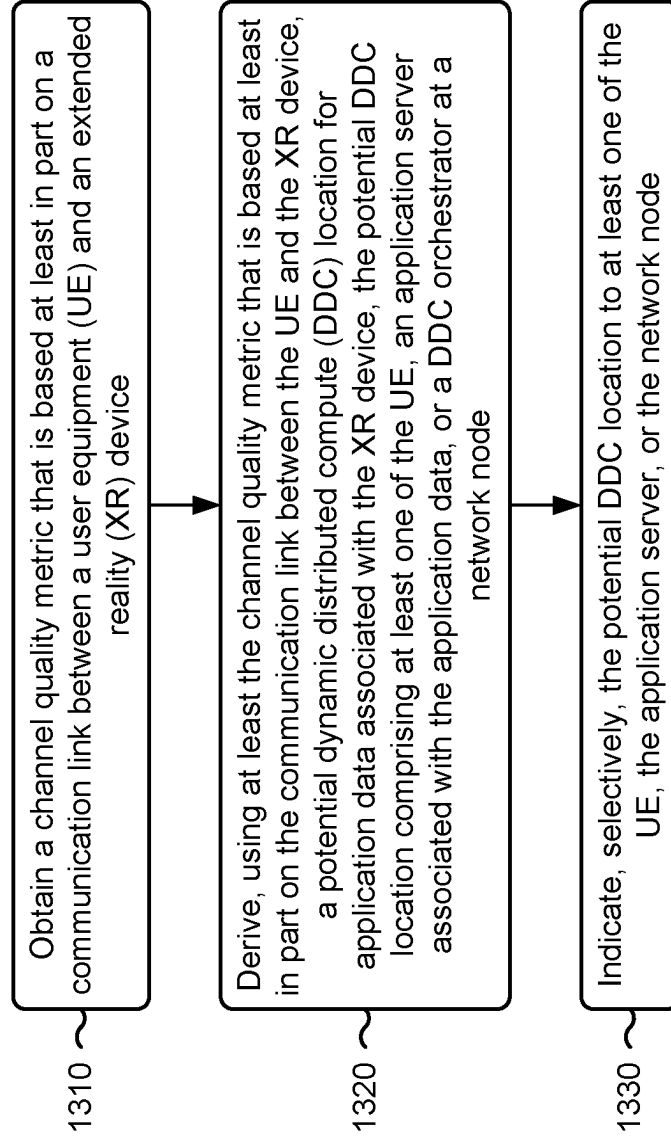 1310
Obtain a channel quality metric that is based at least in part on a
communication link between a user equipment (UE) and an extended
reality (XR) device
1320
Derive, using at least the channel quality metric that is based at least
in part on the communication link between the UE and the XR device,
a potential dynamic distributed compute (DDC) location for
application data associated with the XR device, the potential DDC
location comprising at least one of the UE, an application server
associated with the application data, or a DDC orchestrator at a
network node
1330
Indicate, selectively, the potential DDC location to at least one of the
UE, the application server, or the network node